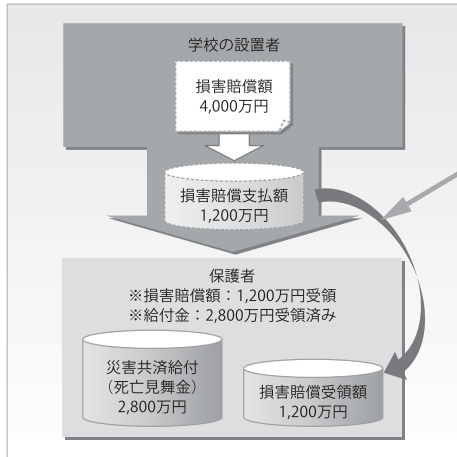 学校の設置者
損害賠償額
4,000万円
損害賠償支払額
1,200万円
保護者
※損害賠償額：1,200万円受領
※給付金：2,800万円受領済み
災害共済給付
（死亡見舞金）
2,800万円
損害賠償受領額
1,200万円